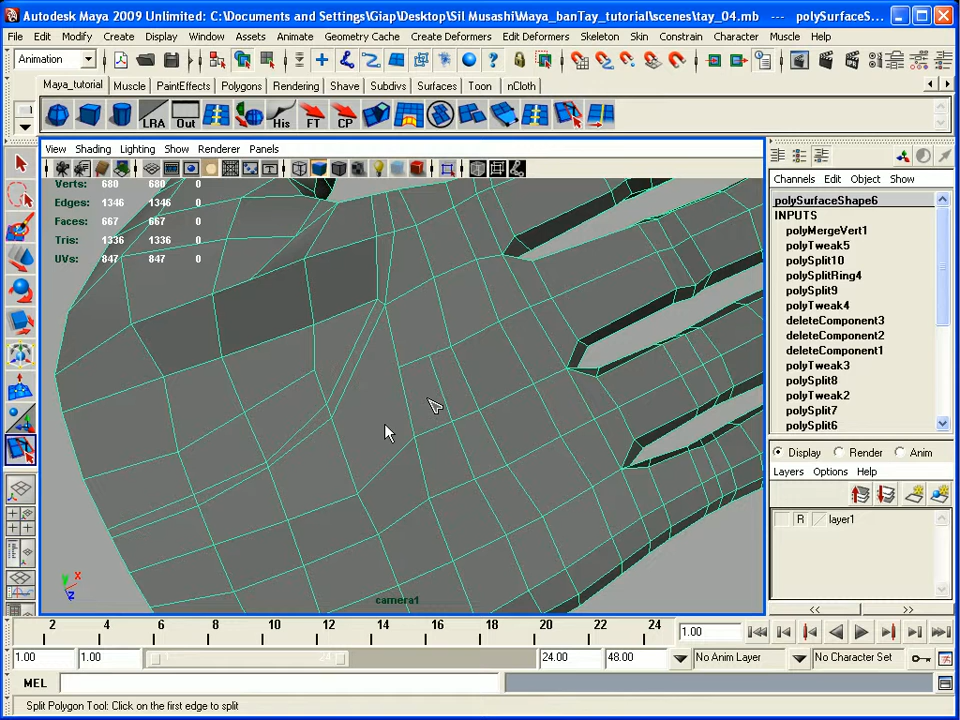 Autodesk Maya 2009 Unlimited: C:\Documents and Settings\Giap\Desktop\Sil Musashi\Maya_banTay_tutorial\scenes\tay_04.mb --- polySurfaceS...
File Edit Modify Create Display Window Assets Animate Geometry Cache Create Deformers Edit Deformers Skeleton Skin Constrain Character Muscle Help
Animation
Maya_tutorial Muscle PaintEffects Polygons Rendering Shave Subdivs Surfaces Toon nCloth
LRA Out His FT CP
View Shading Lighting Show Renderer Panels
Channels Edit Object Show
Verts: 680 680 0
Edges: 1346 1346 0
Faces: 667 667 0
Tris: 1336 1336 0
UVs: 847 847 0
polySurfaceShape6
INPUTS
polyMergeVert1
polyTweak5
polySplit10
polySplitRing4
polySplit9
polyTweak4
deleteComponent3
deleteComponent2
deleteComponent1
polyTweak3
polySplit8
polyTweak2
polySplit7
polySplit6
Display Render Anim
Layers Options Help
R layer1
y x
z
camera1
2 4 6 8 10 12 14 16 18 20 22 24 1.00
1.00 1.00 24 24.00 48.00 No Anim Layer No Character Set
MEL
Split Polygon Tool: Click on the first edge to split